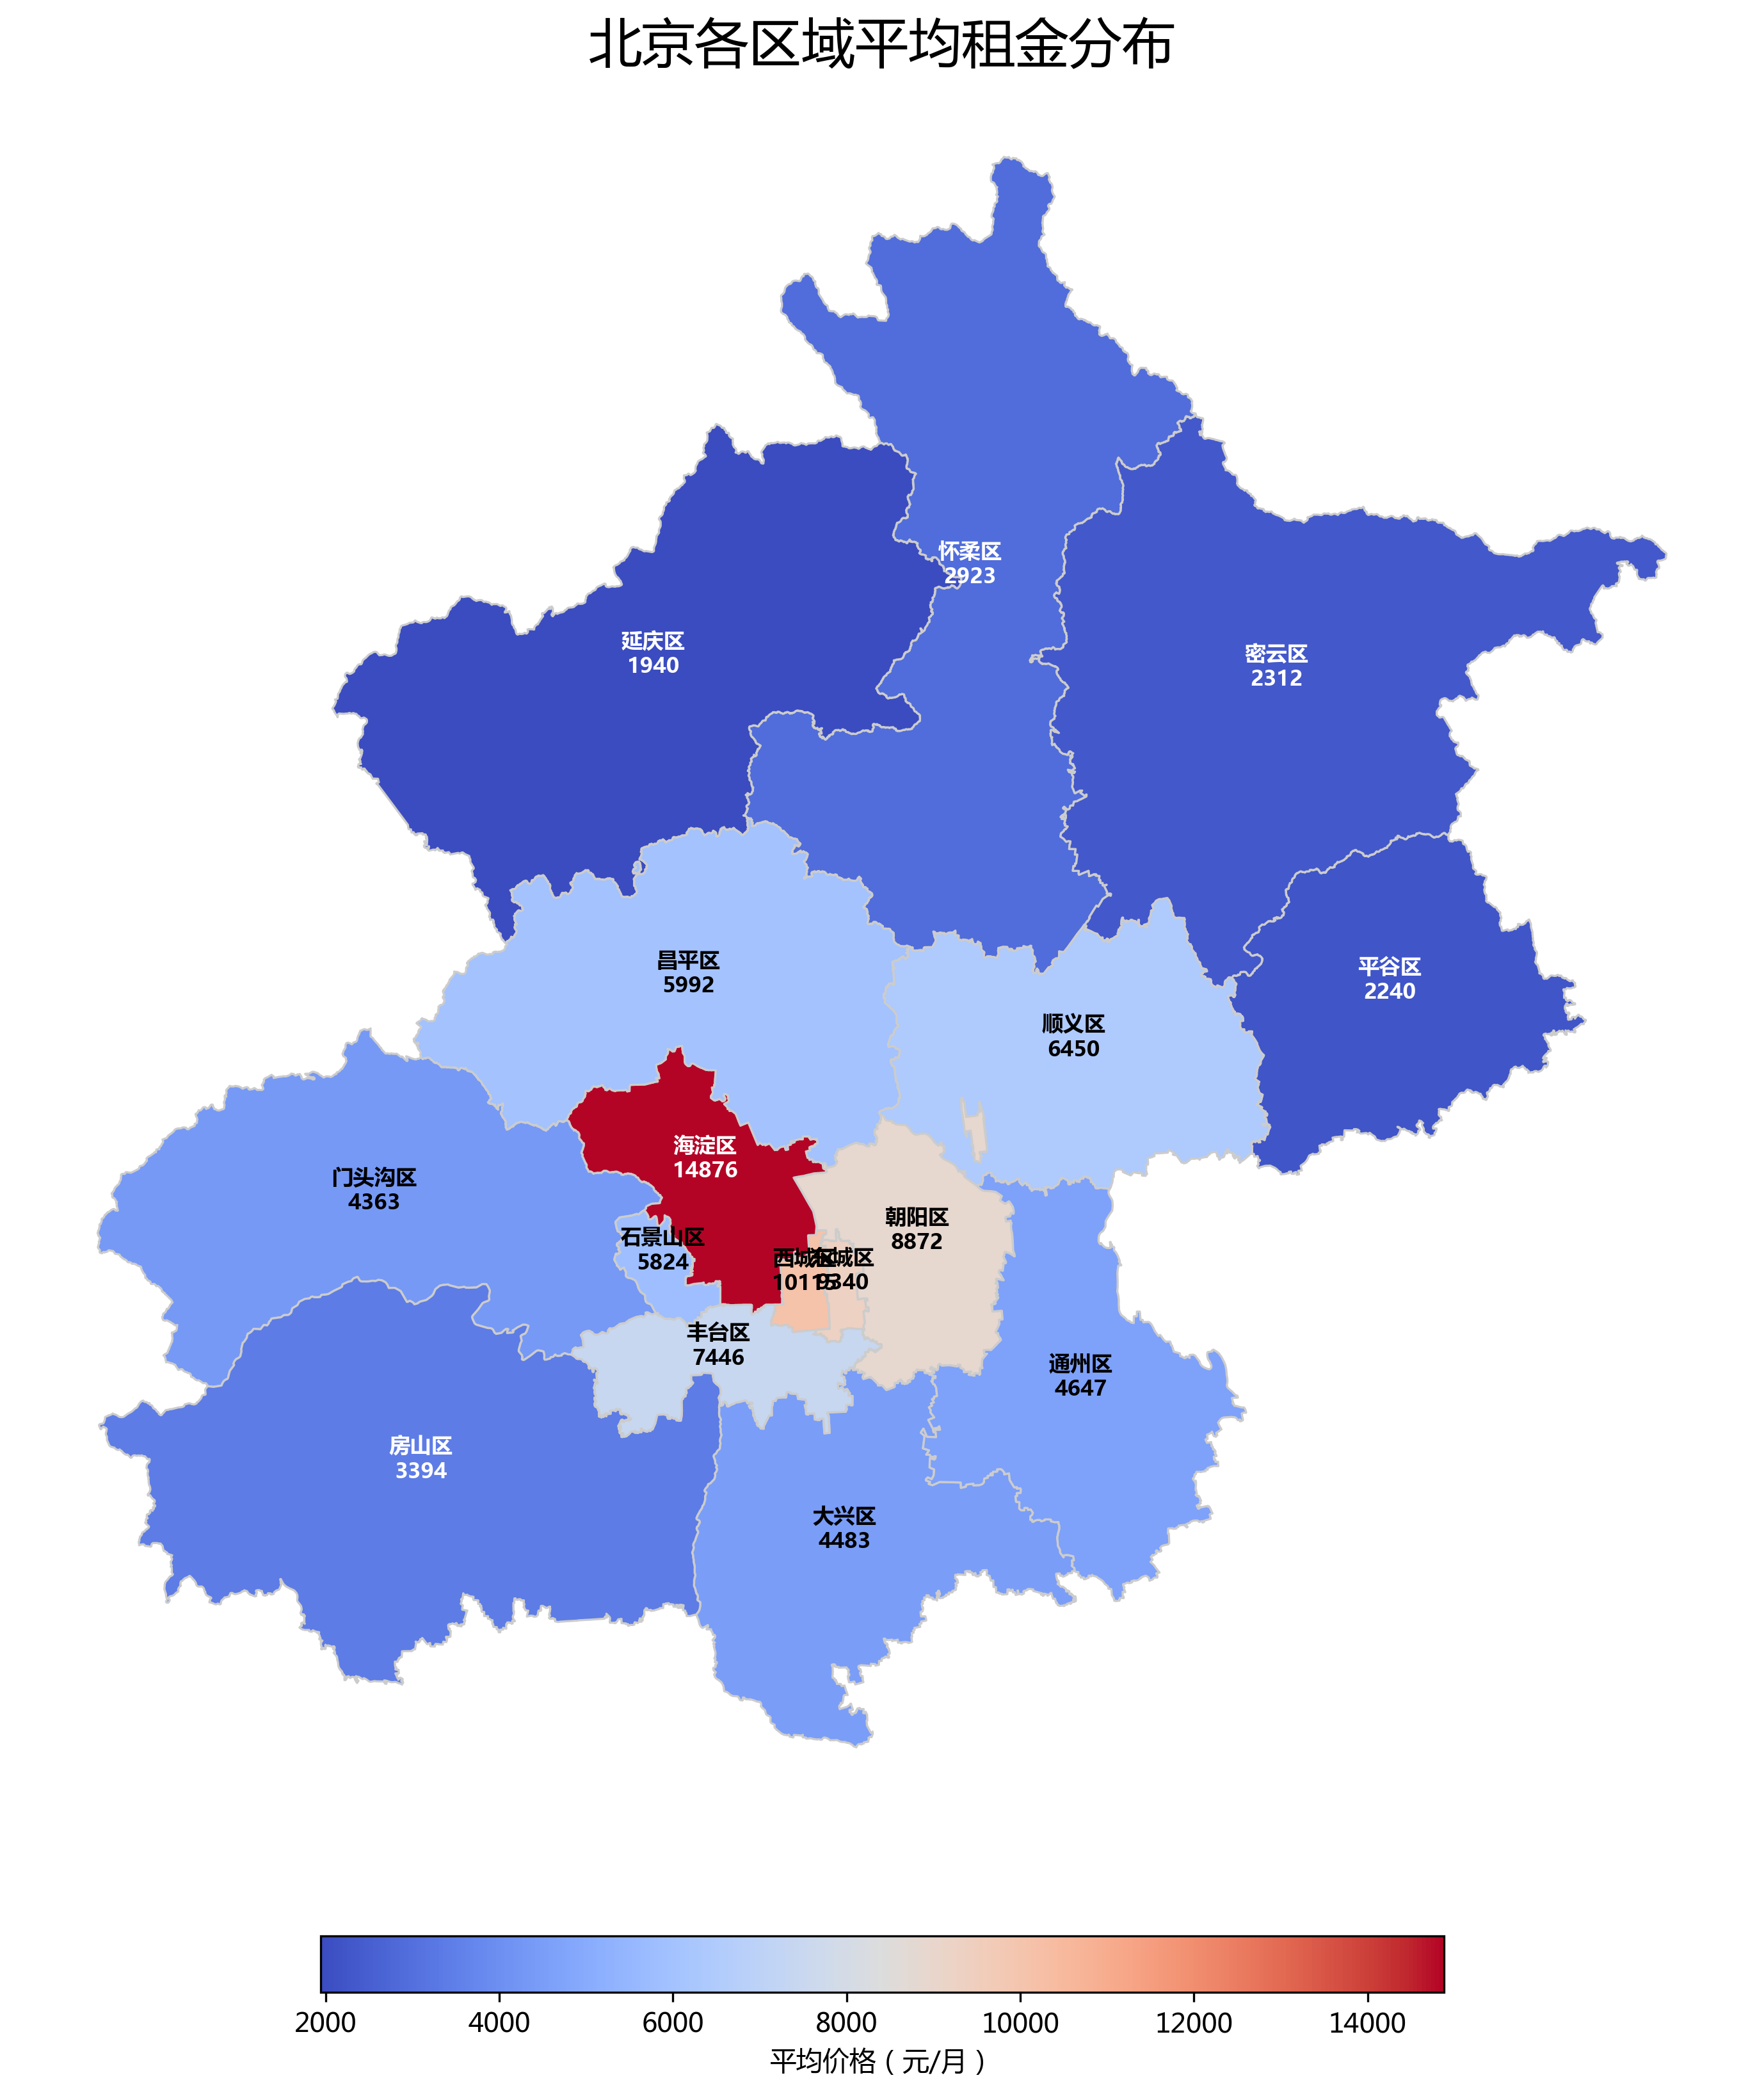 北京各区域平均租金分布
怀柔区
2923
延庆区
1940
密云区
2312
昌平区
5992
平谷区
2240
顺义区
6450
海淀区
14876
门头沟区
4363
朝阳区
8872
石景山区
5824
西城区
10115
东城区
9340
丰台区
7446
通州区
4647
房山区
3394
大兴区
4483
2000 4000 6000 8000 10000 12000 14000
平均价格（元/月）